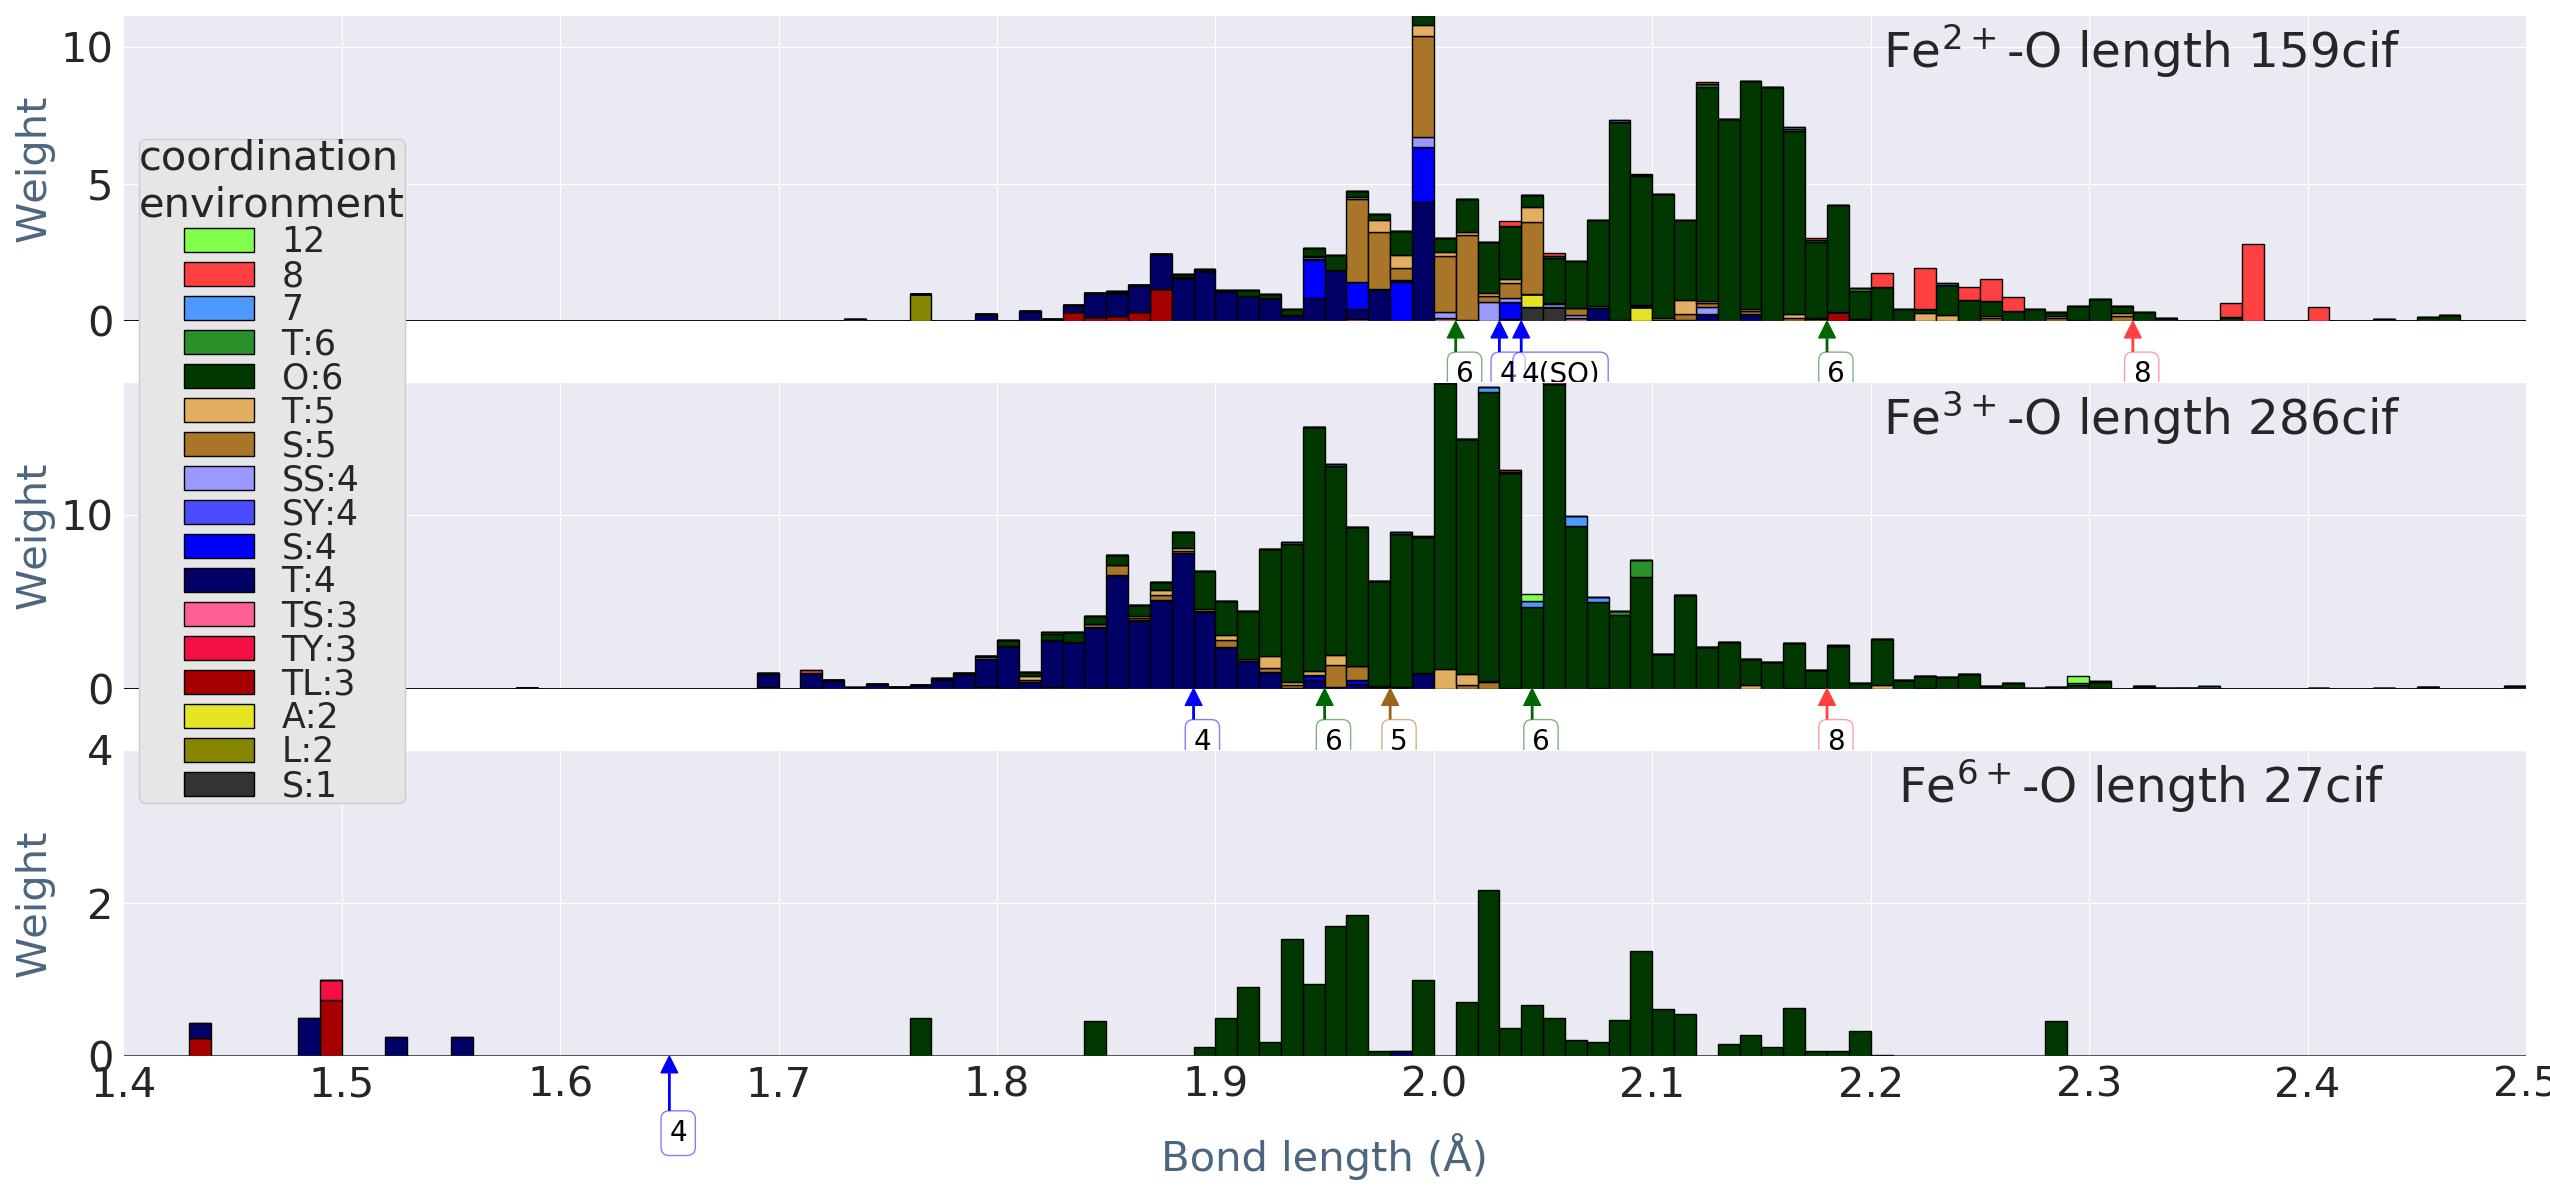 Fe2+-O length 159cif
Weight
10
5
0
6
4
4(SO)
6
8
coordination
environment
12
8
7
T:6
O:6
T:5
S:5
SS:4
SY:4
S:4
T:4
TS:3
TY:3
TL:3
A:2
L:2
S:1
Fe3+-O length 286cif
Weight
10
0
4
6
5
6
8
Fe6+-O length 27cif
Weight
4
2
0
1.4 1.5 1.6 1.7 1.8 1.9 2.0 2.1 2.2 2.3 2.4 2.5
4
Bond length (Å)